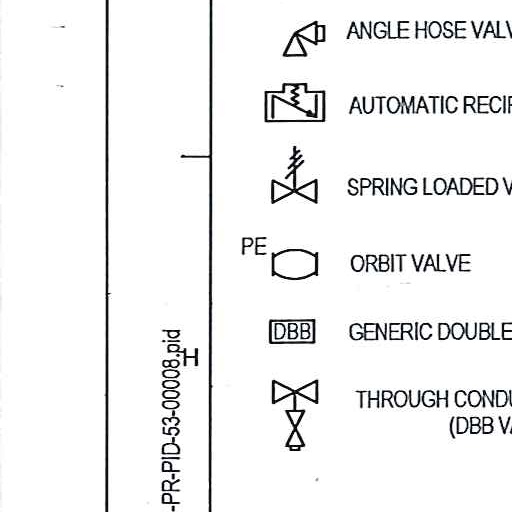 ANGLE HOSE VALV
AUTOMATIC RECIR
SPRING LOADED V
PE
ORBIT VALVE
DBB
GENERIC DOUBLE
H
-PR-PID-53-00008.pid
THROUGH CONDU
(DBB VA